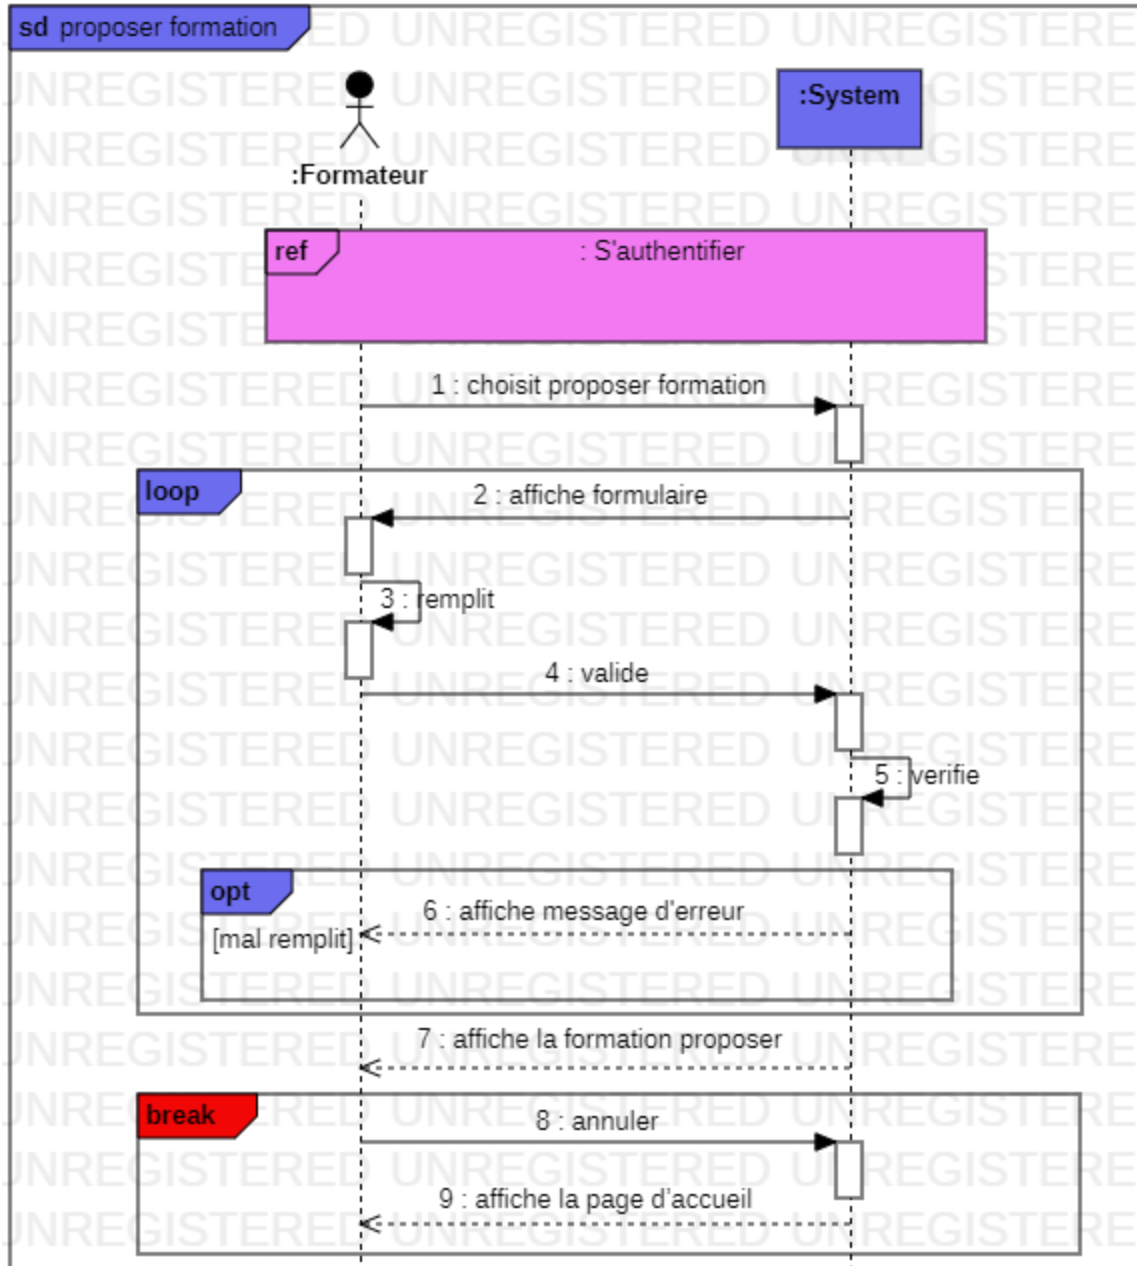 sd proposer formation
:System
:Formateur
ref : S'authentifier
1 : choisit proposer formation
loop
2 : affiche formulaire
3 : remplit
4 : valide
5 : verifie
opt
6 : affiche message d'erreur
[mal remplit]
7 : affiche la formation proposer
break
8 : annuler
9 : affiche la page d'accueil
UNREGISTERED